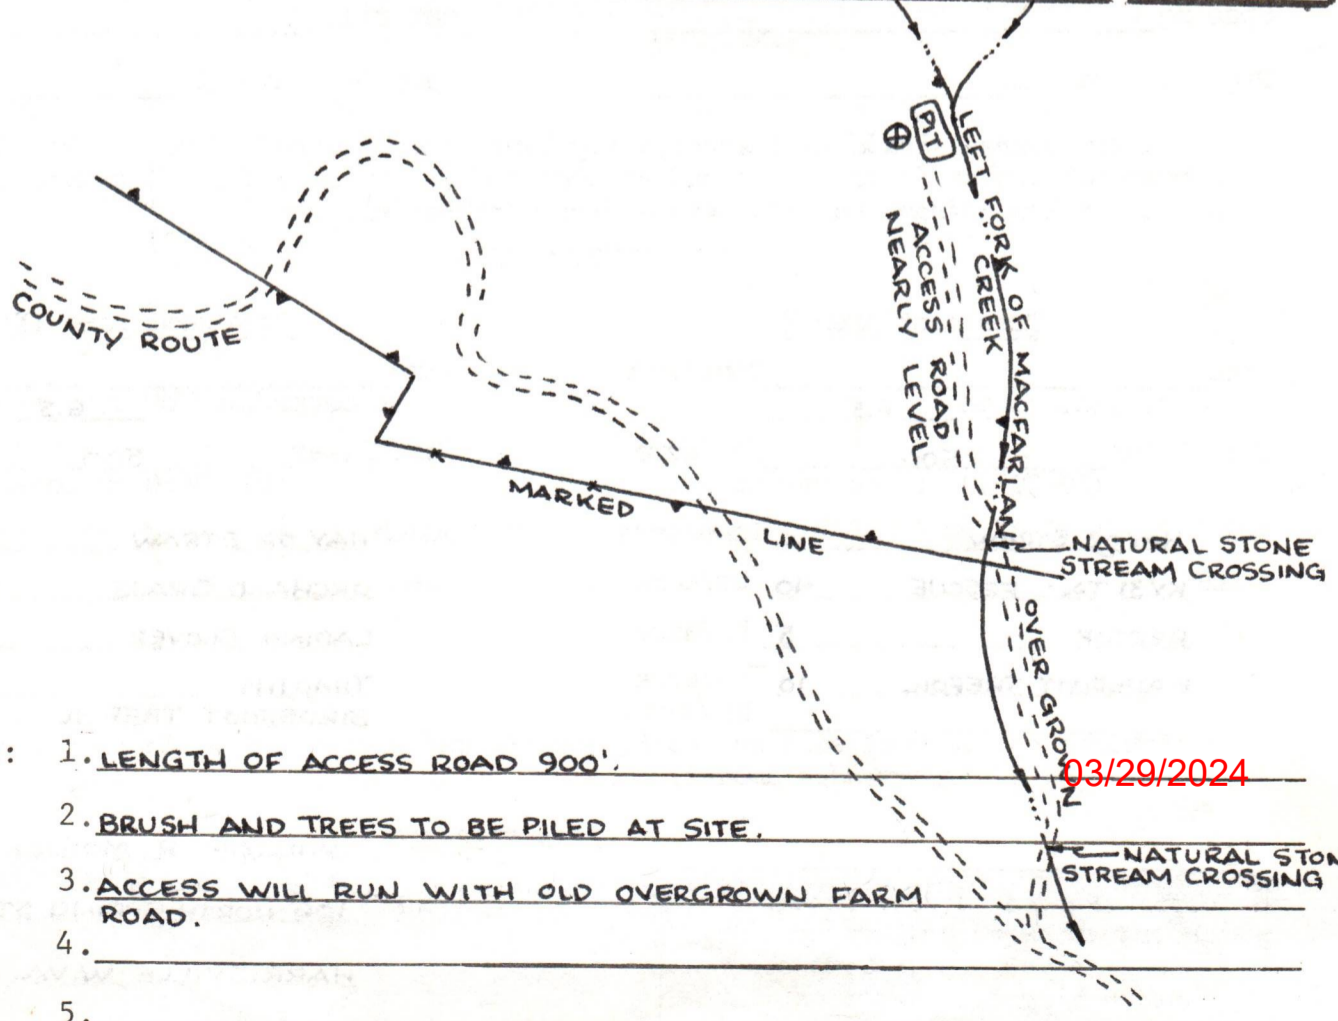 PIT
LEFT FORK OF MACFARLAN
CREEK
ACCESS ROAD
NEARLY LEVEL
COUNTY ROUTE
MARKED LINE
NATURAL STONE
STREAM CROSSING
OVER GROWN
03/29/2024
: 1. LENGTH OF ACCESS ROAD 900'.
2. BRUSH AND TREES TO BE PILED AT SITE.
NATURAL STON
STREAM CROSSING
3. ACCESS WILL RUN WITH OLD OVERGROWN FARM
ROAD.
4.
5.